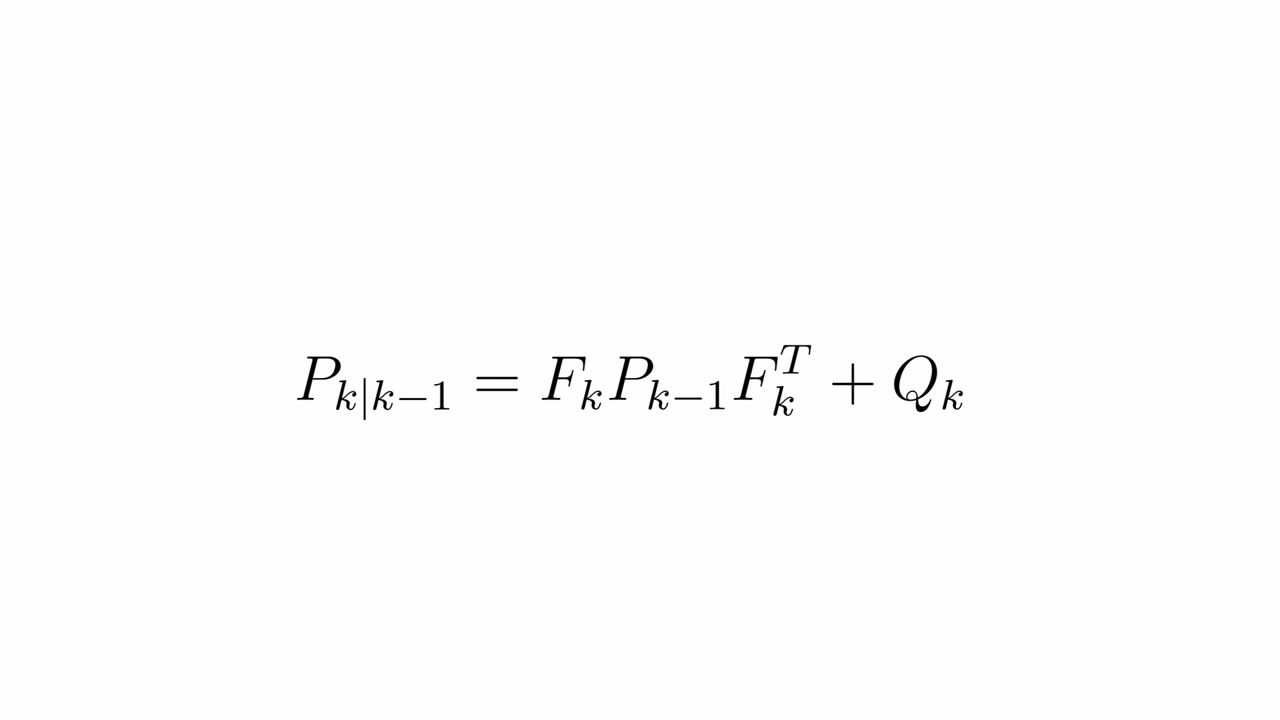 $P_{k|k-1} = F_k P_{k-1} F_k^T + Q_k$